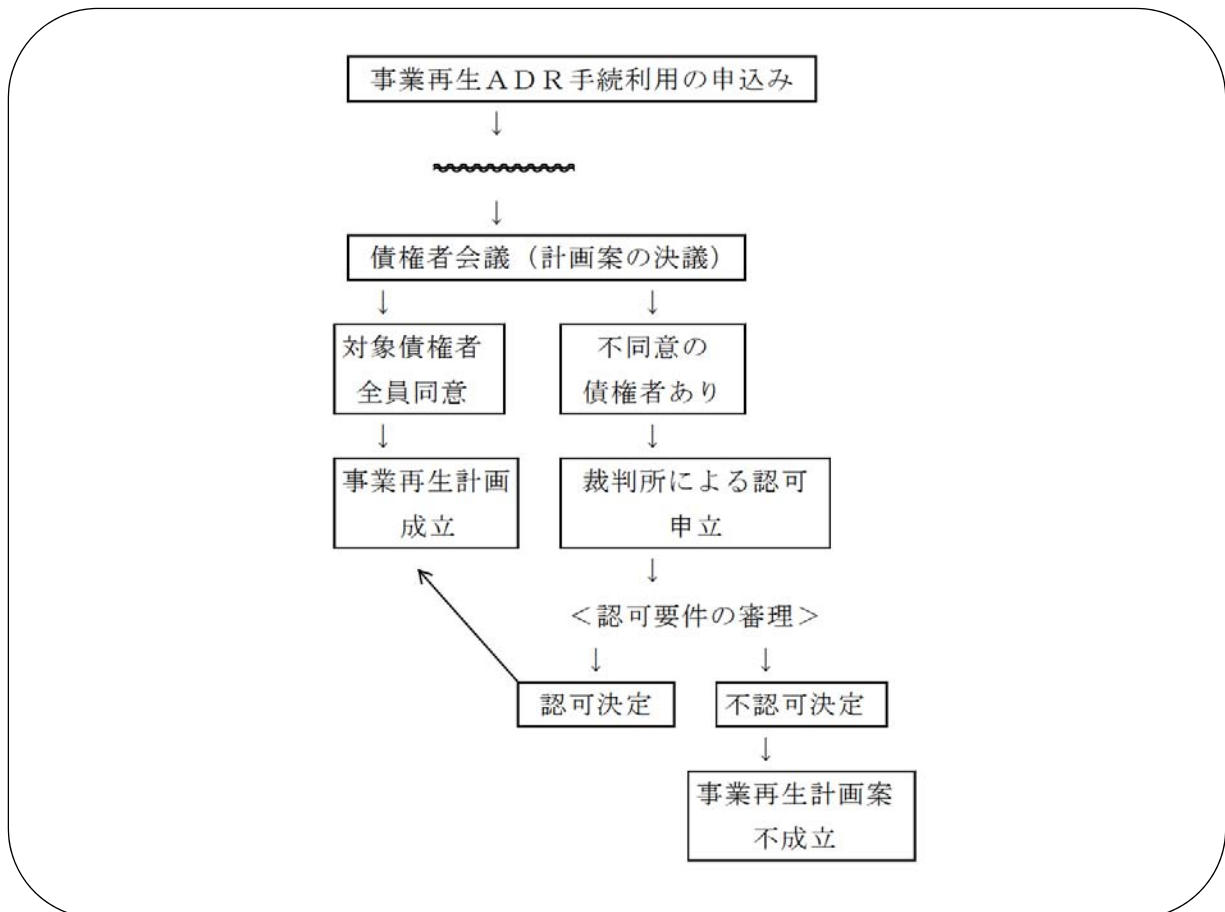 事業再生ＡＤＲ手続利用の申込み
↓
↓
債権者会議（計画案の決議）
↓ ↓
対象債権者
全員同意
不同意の
債権者あり
↓ ↓
事業再生計画
成立
裁判所による認可
申立
↓
＜認可要件の審理＞
↓ ↓
認可決定
不認可決定
↓
事業再生計画案
不成立